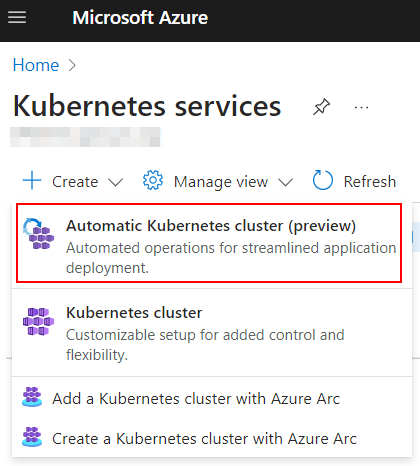 Microsoft Azure
Home
Kubernetes services
Create Manage view Refresh
Automatic Kubernetes cluster (preview)
Automated operations for streamlined application
deployment.
Kubernetes cluster
Customizable setup for added control and
flexibility.
Add a Kubernetes cluster with Azure Arc
Create a Kubernetes cluster with Azure Arc